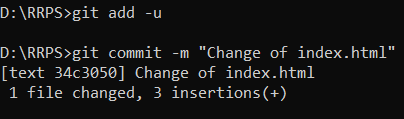 D:\RRPS>git add -u
D:\RRPS>git commit -m "Change of index.html"
[text 34c3050] Change of index.html
 1 file changed, 3 insertions(+)